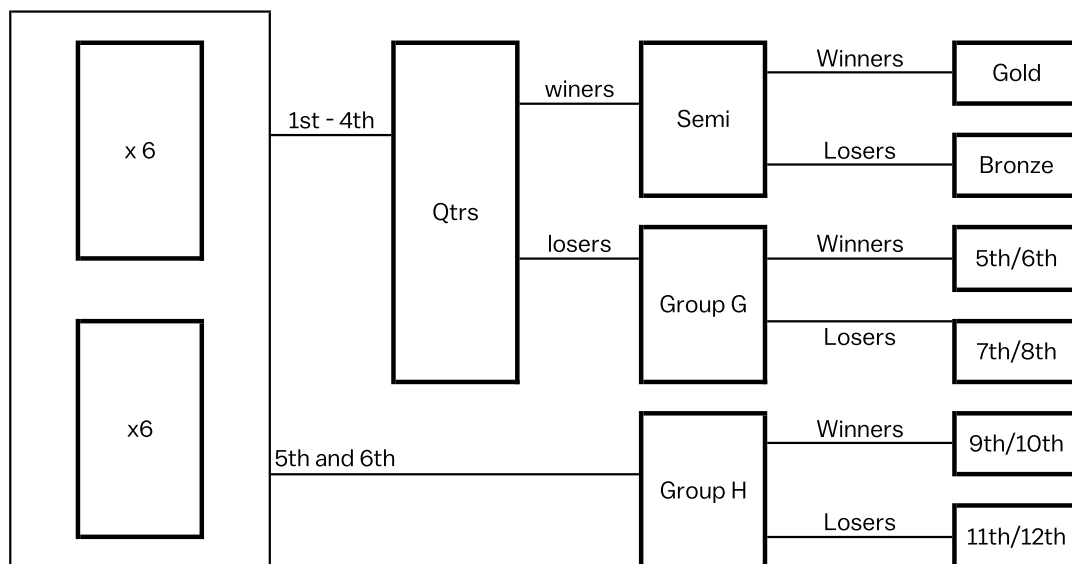 x 6
x6
1st - 4th
5th and 6th
Qtrs
winers
losers
Semi
Group G
Group H
Winners
Losers
Winners
Losers
Winners
Losers
Gold
Bronze
5th/6th
7th/8th
9th/10th
11th/12th